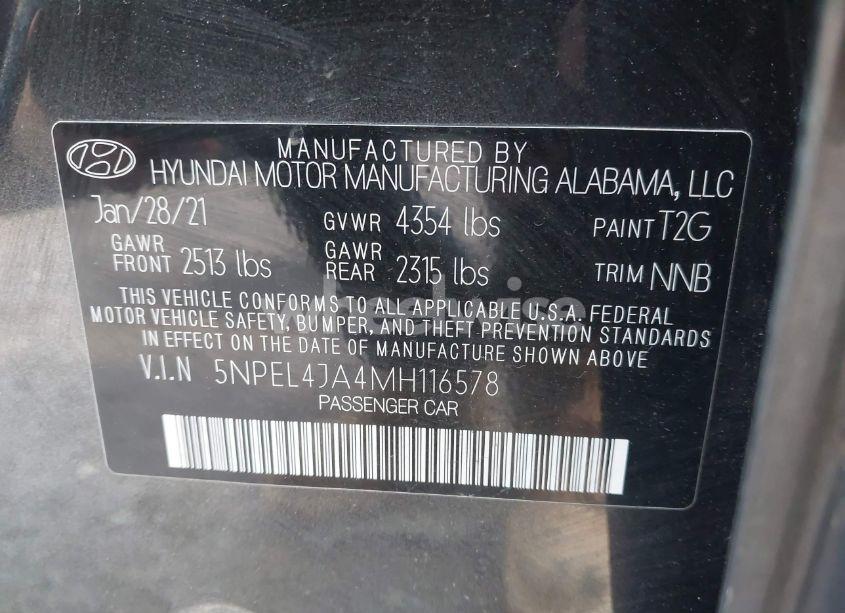 MANUFACTURED BY
HYUNDAI MOTOR MANUFACTURING ALABAMA, LLC
Jan/28/21 GVWR 4354 lbs PAINT T2G
GAWR FRONT 2513 lbs GAWR REAR 2315 lbs TRIM NNB
THIS VEHICLE CONFORMS TO ALL APPLICABLE U.S.A. FEDERAL
MOTOR VEHICLE SAFETY, BUMPER, AND THEFT PREVENTION STANDARDS
IN EFFECT ON THE DATE OF MANUFACTURE SHOWN ABOVE
V.I.N 5NPEL4JA4MH116578
PASSENGER CAR